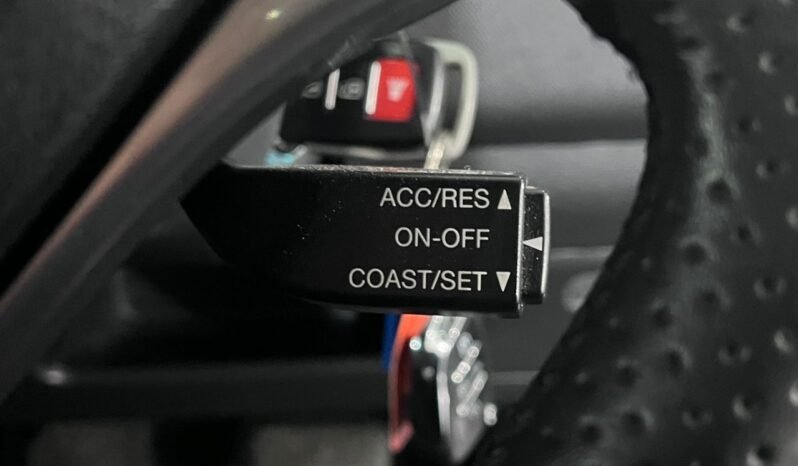 ACC/RES ▲
ON-OFF ◀
COAST/SET ▼